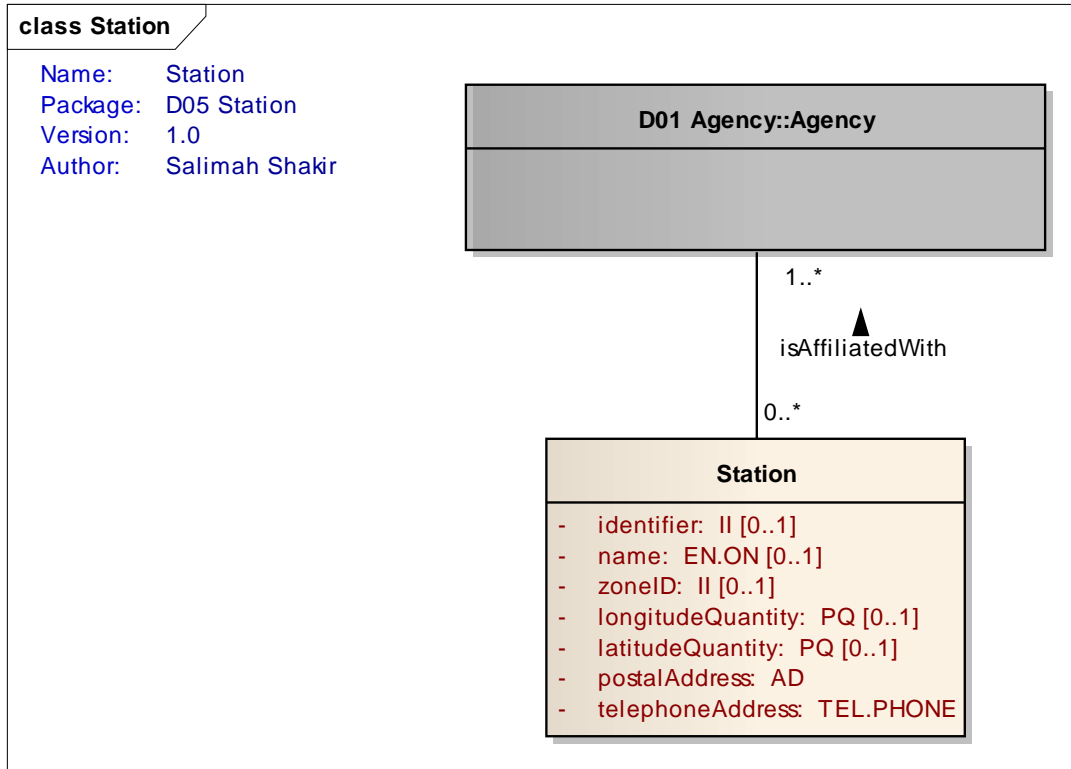 class Station
Name: Station
Package: D05 Station
Version: 1.0
Author: Salimah Shakir
D01 Agency::Agency
1..*
isAffiliatedWith
0..*
Station
- identifier: II [0..1]
- name: EN.ON [0..1]
- zoneID: II [0..1]
- longitudeQuantity: PQ [0..1]
- latitudeQuantity: PQ [0..1]
- postalAddress: AD
- telephoneAddress: TEL.PHONE